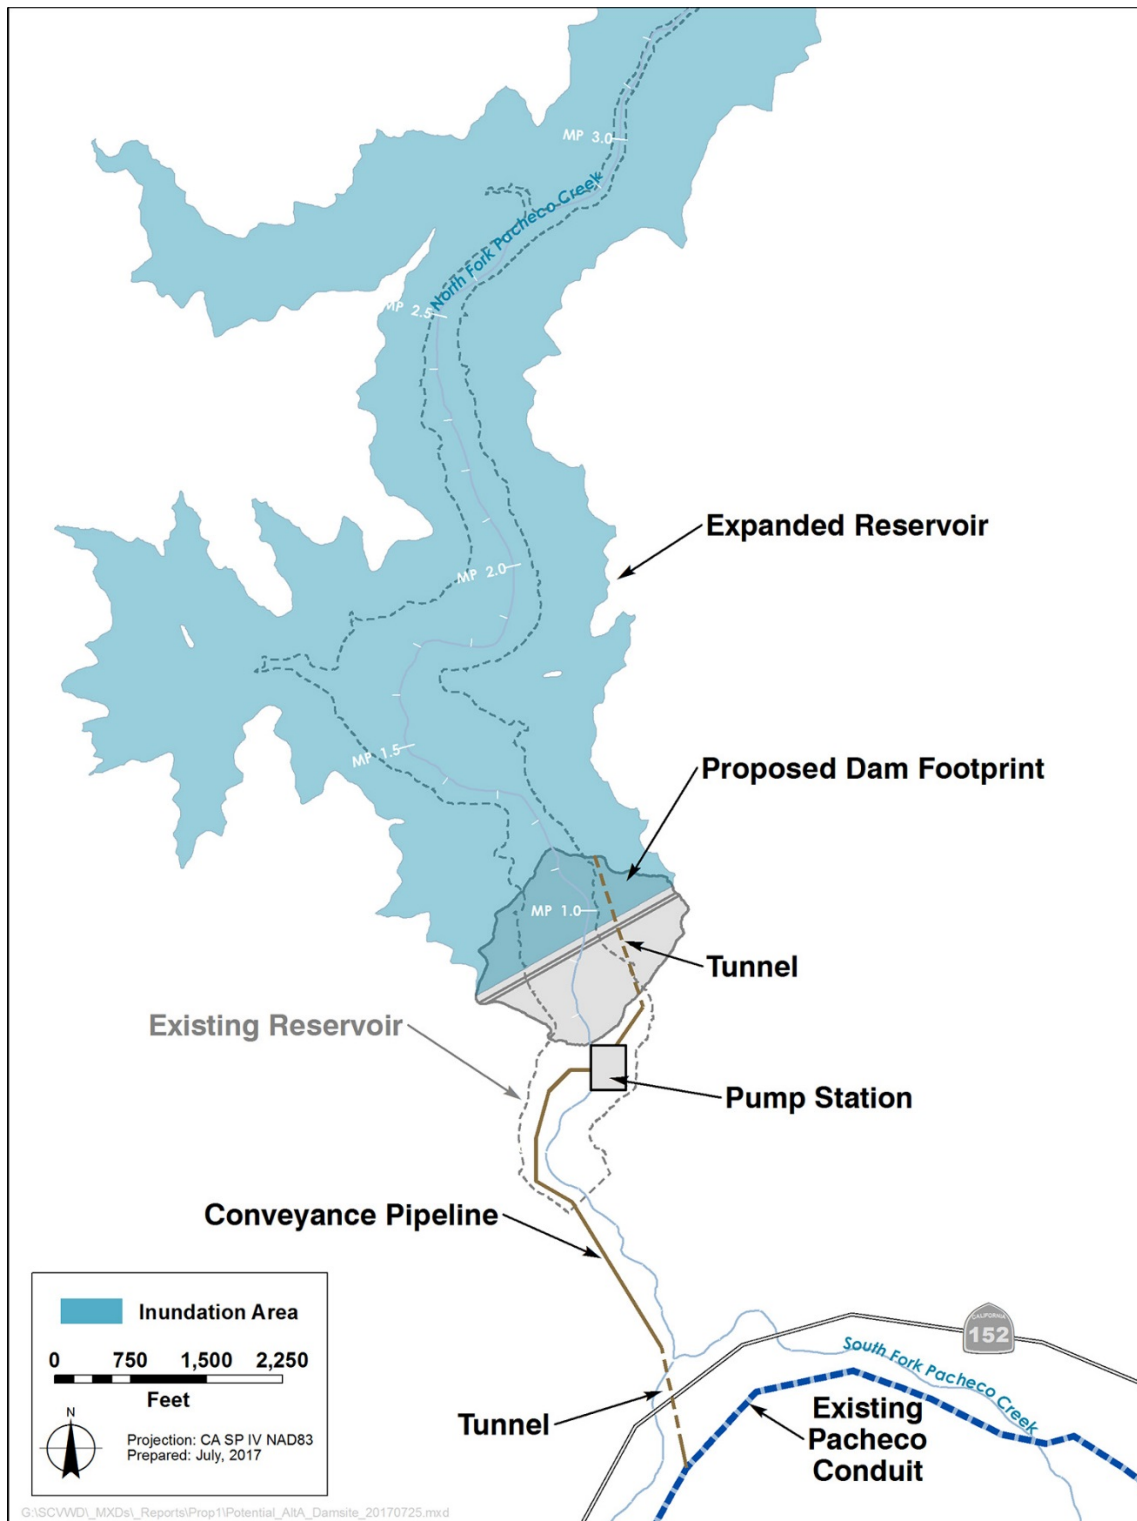 MP 3.0
North Fork Pacheco Creek
MP 2.5
Expanded Reservoir
MP 2.0
MP 1.5
Proposed Dam Footprint
MP 1.0
Tunnel
Existing Reservoir
Pump Station
Conveyance Pipeline
Inundation Area
0 750 1,500 2,250
Feet
N
Projection: CA SP IV NAD83
Prepared: July, 2017
CALIFORNIA
152
South Fork Pacheco Creek
Tunnel
Existing
Pacheco
Conduit
G:\SCVWD\_MXDs\_Reports\Prop1\Potential_AltA_Damsite_20170725.mxd